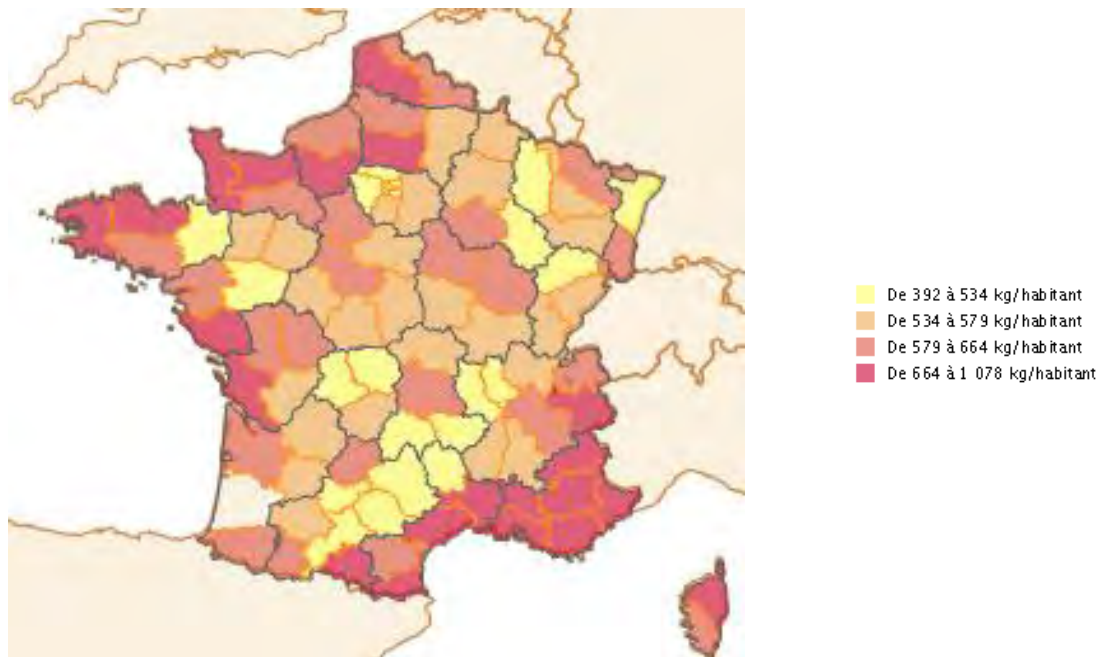 De 392 à 534 kg/habitant
De 534 à 579 kg/habitant
De 579 à 664 kg/habitant
De 664 à 1 078 kg/habitant